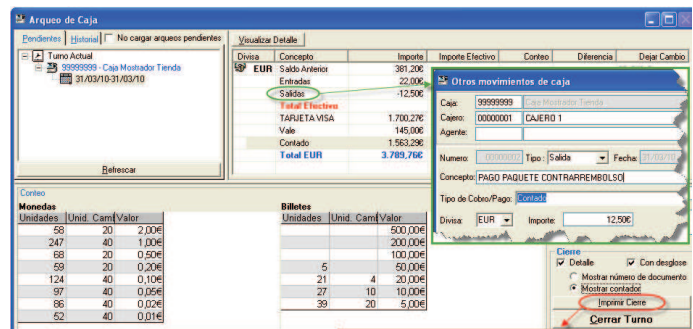 Arqueo de Caja
Pendientes Historial No cargar arqueos pendientes
Turno Actual
99999999 - Caja Mostrador Tienda
31/03/10-31/03/10
Refrescar
Visualizar Detalle
Divisa Concepto Importe Importe Efectivo Conteo Diferencia Dejar Cambio
EUR Saldo Anterior 381,20€
Entradas 22,00€
Salidas -12,50€
Total Efectivo
TARJETA VISA 1.700,27€
Vale 145,00€
Contado 1.563,29€
Total EUR 3.789,76€
Otros movimientos de caja
Caja: 99999999 Caja Mostrador Tienda
Cajero: 00000001 CAJERO 1
Agente:
Numero: 00000002 Tipo: Salida Fecha: 31/03/10
Concepto: PAGO PAQUETE CONTRARREMBOLSO
Tipo de Cobro/Pago: Contado
Divisa: EUR Importe: 12,50€
Conteo
Monedas
Unidades Unid. Caml Valor
58 20 2,00€
247 40 1,00€
68 20 0,50€
59 20 0,20€
124 40 0,10€
97 40 0,05€
86 40 0,02€
52 40 0,01€
Billetes
Unidades Unid. Caml Valor
500,00€
200,00€
100,00€
5 50,00€
21 4 20,00€
27 10 10,00€
39 20 5,00€
Cierre
Detalle Con desglose
Mostrar número de documento
Mostrar contador
Imprimir Cierre
Cerrar Turno